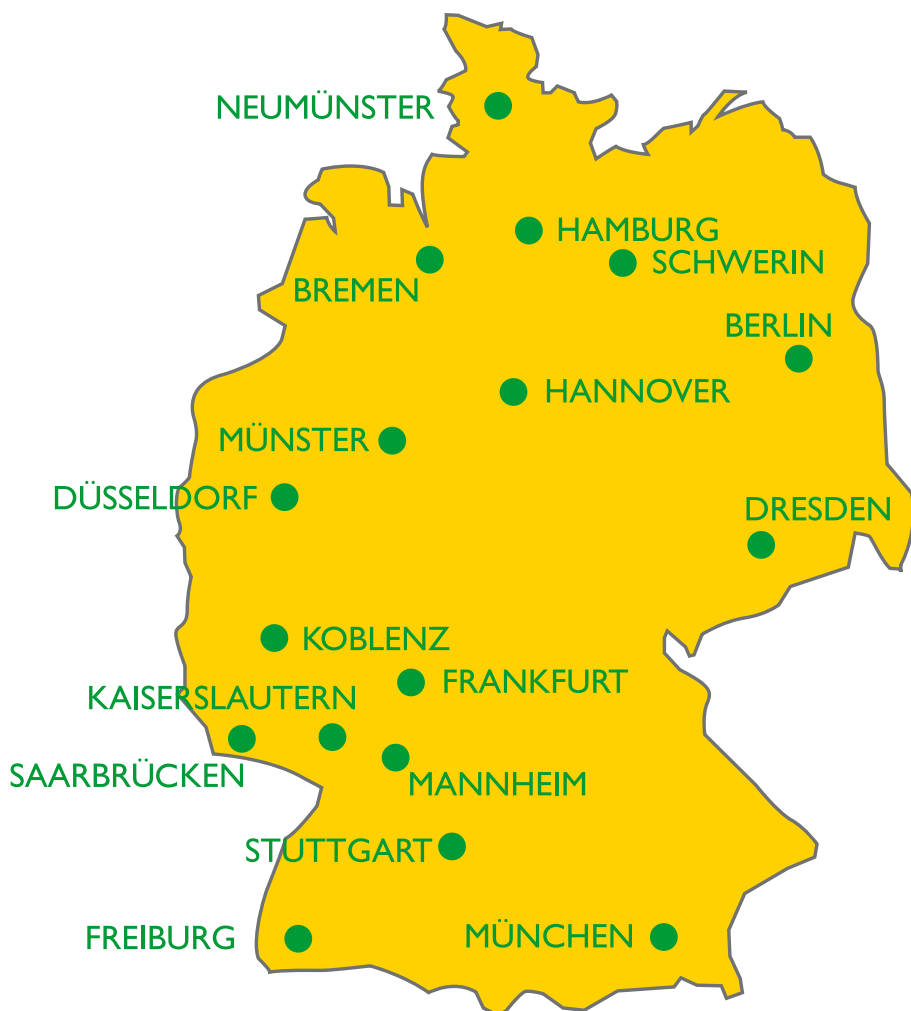 NEUMÜNSTER
HAMBURG
SCHWERIN
BREMEN
BERLIN
HANNOVER
MÜNSTER
DÜSSELDORF
DRESDEN
KOBLENZ
FRANKFURT
KAISERSLAUTERN
SAARBRÜCKEN
MANNHEIM
STUTTGART
FREIBURG
MÜNCHEN